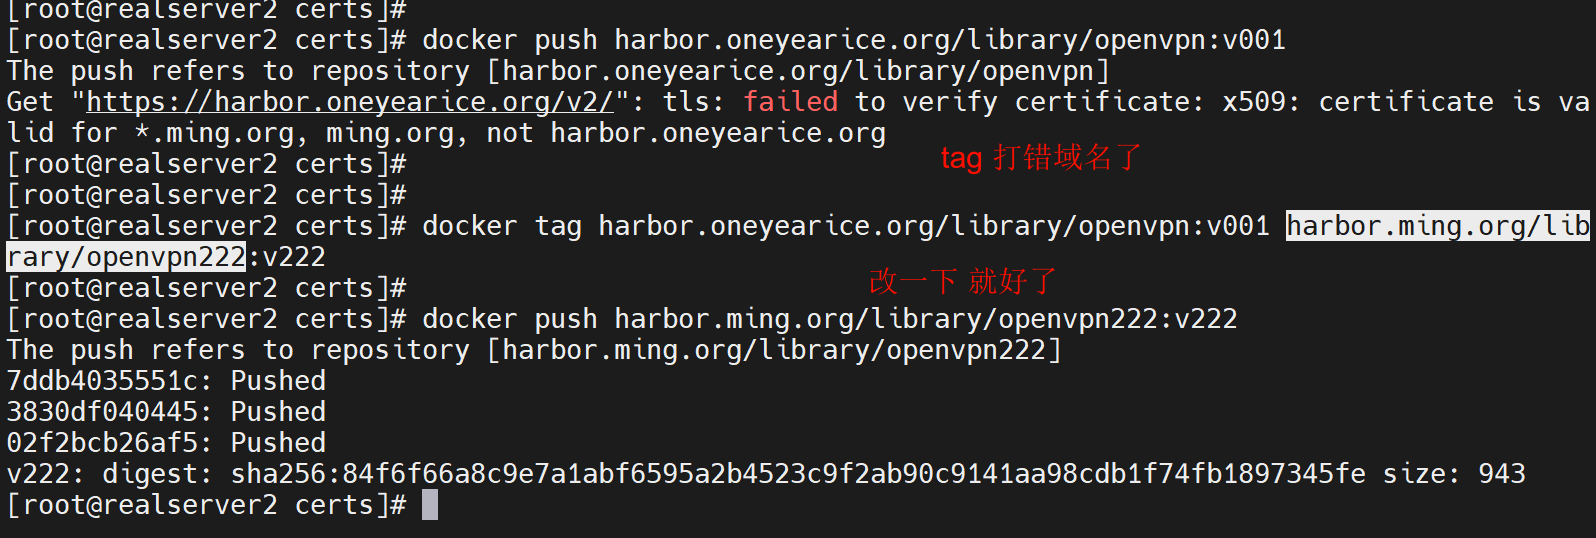 [root@realserver2 certs]#
[root@realserver2 certs]# docker push harbor.oneyearice.org/library/openvpn:v001
The push refers to repository [harbor.oneyearice.org/library/openvpn]
Get "https://harbor.oneyearice.org/v2/": tls: failed to verify certificate: x509: certificate is va
lid for *.ming.org, ming.org, not harbor.oneyearice.org
tag 打错域名了
[root@realserver2 certs]#
[root@realserver2 certs]#
[root@realserver2 certs]# docker tag harbor.oneyearice.org/library/openvpn:v001 harbor.ming.org/lib
rary/openvpn222:v222
改一下 就好了
[root@realserver2 certs]#
[root@realserver2 certs]# docker push harbor.ming.org/library/openvpn222:v222
The push refers to repository [harbor.ming.org/library/openvpn222]
7ddb4035551c: Pushed
3830df040445: Pushed
02f2bcb26af5: Pushed
v222: digest: sha256:84f6f66a8c9e7a1abf6595a2b4523c9f2ab90c9141aa98cdb1f74fb1897345fe size: 943
[root@realserver2 certs]#